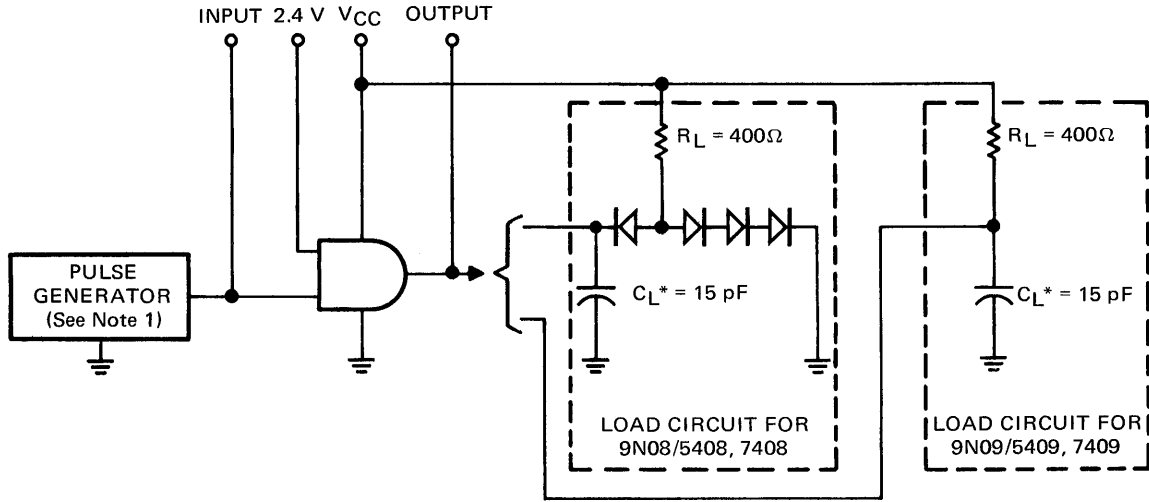 INPUT 2.4 V VCC OUTPUT
RL = 400Ω
RL = 400Ω
PULSE
GENERATOR
(See Note 1)
CL* = 15 pF
CL* = 15 pF
LOAD CIRCUIT FOR
9N08/5408, 7408
LOAD CIRCUIT FOR
9N09/5409, 7409